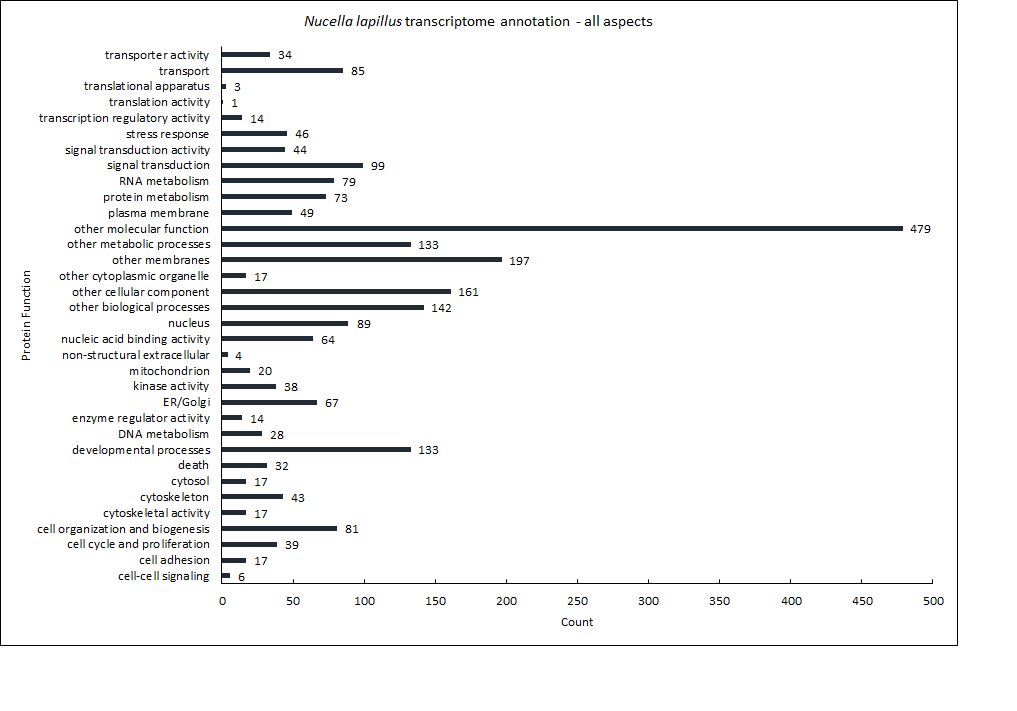 Nucella lapillus transcriptome annotation - all aspects
transporter activity 34
transport 85
translational apparatus 3
translation activity 1
transcription regulatory activity 14
stress response 46
signal transduction activity 44
signal transduction 99
RNA metabolism 79
protein metabolism 73
plasma membrane 49
other molecular function 479
other metabolic processes 133
other membranes 197
other cytoplasmic organelle 17
other cellular component 161
other biological processes 142
nucleus 89
nucleic acid binding activity 64
non-structural extracellular 4
mitochondrion 20
kinase activity 38
ER/Golgi 67
enzyme regulator activity 14
DNA metabolism 28
developmental processes 133
death 32
cytosol 17
cytoskeleton 43
cytoskeletal activity 17
cell organization and biogenesis 81
cell cycle and proliferation 39
cell adhesion 17
cell-cell signaling 6
Protein Function
0 50 100 150 200 250 300 350 400 450 500
Count